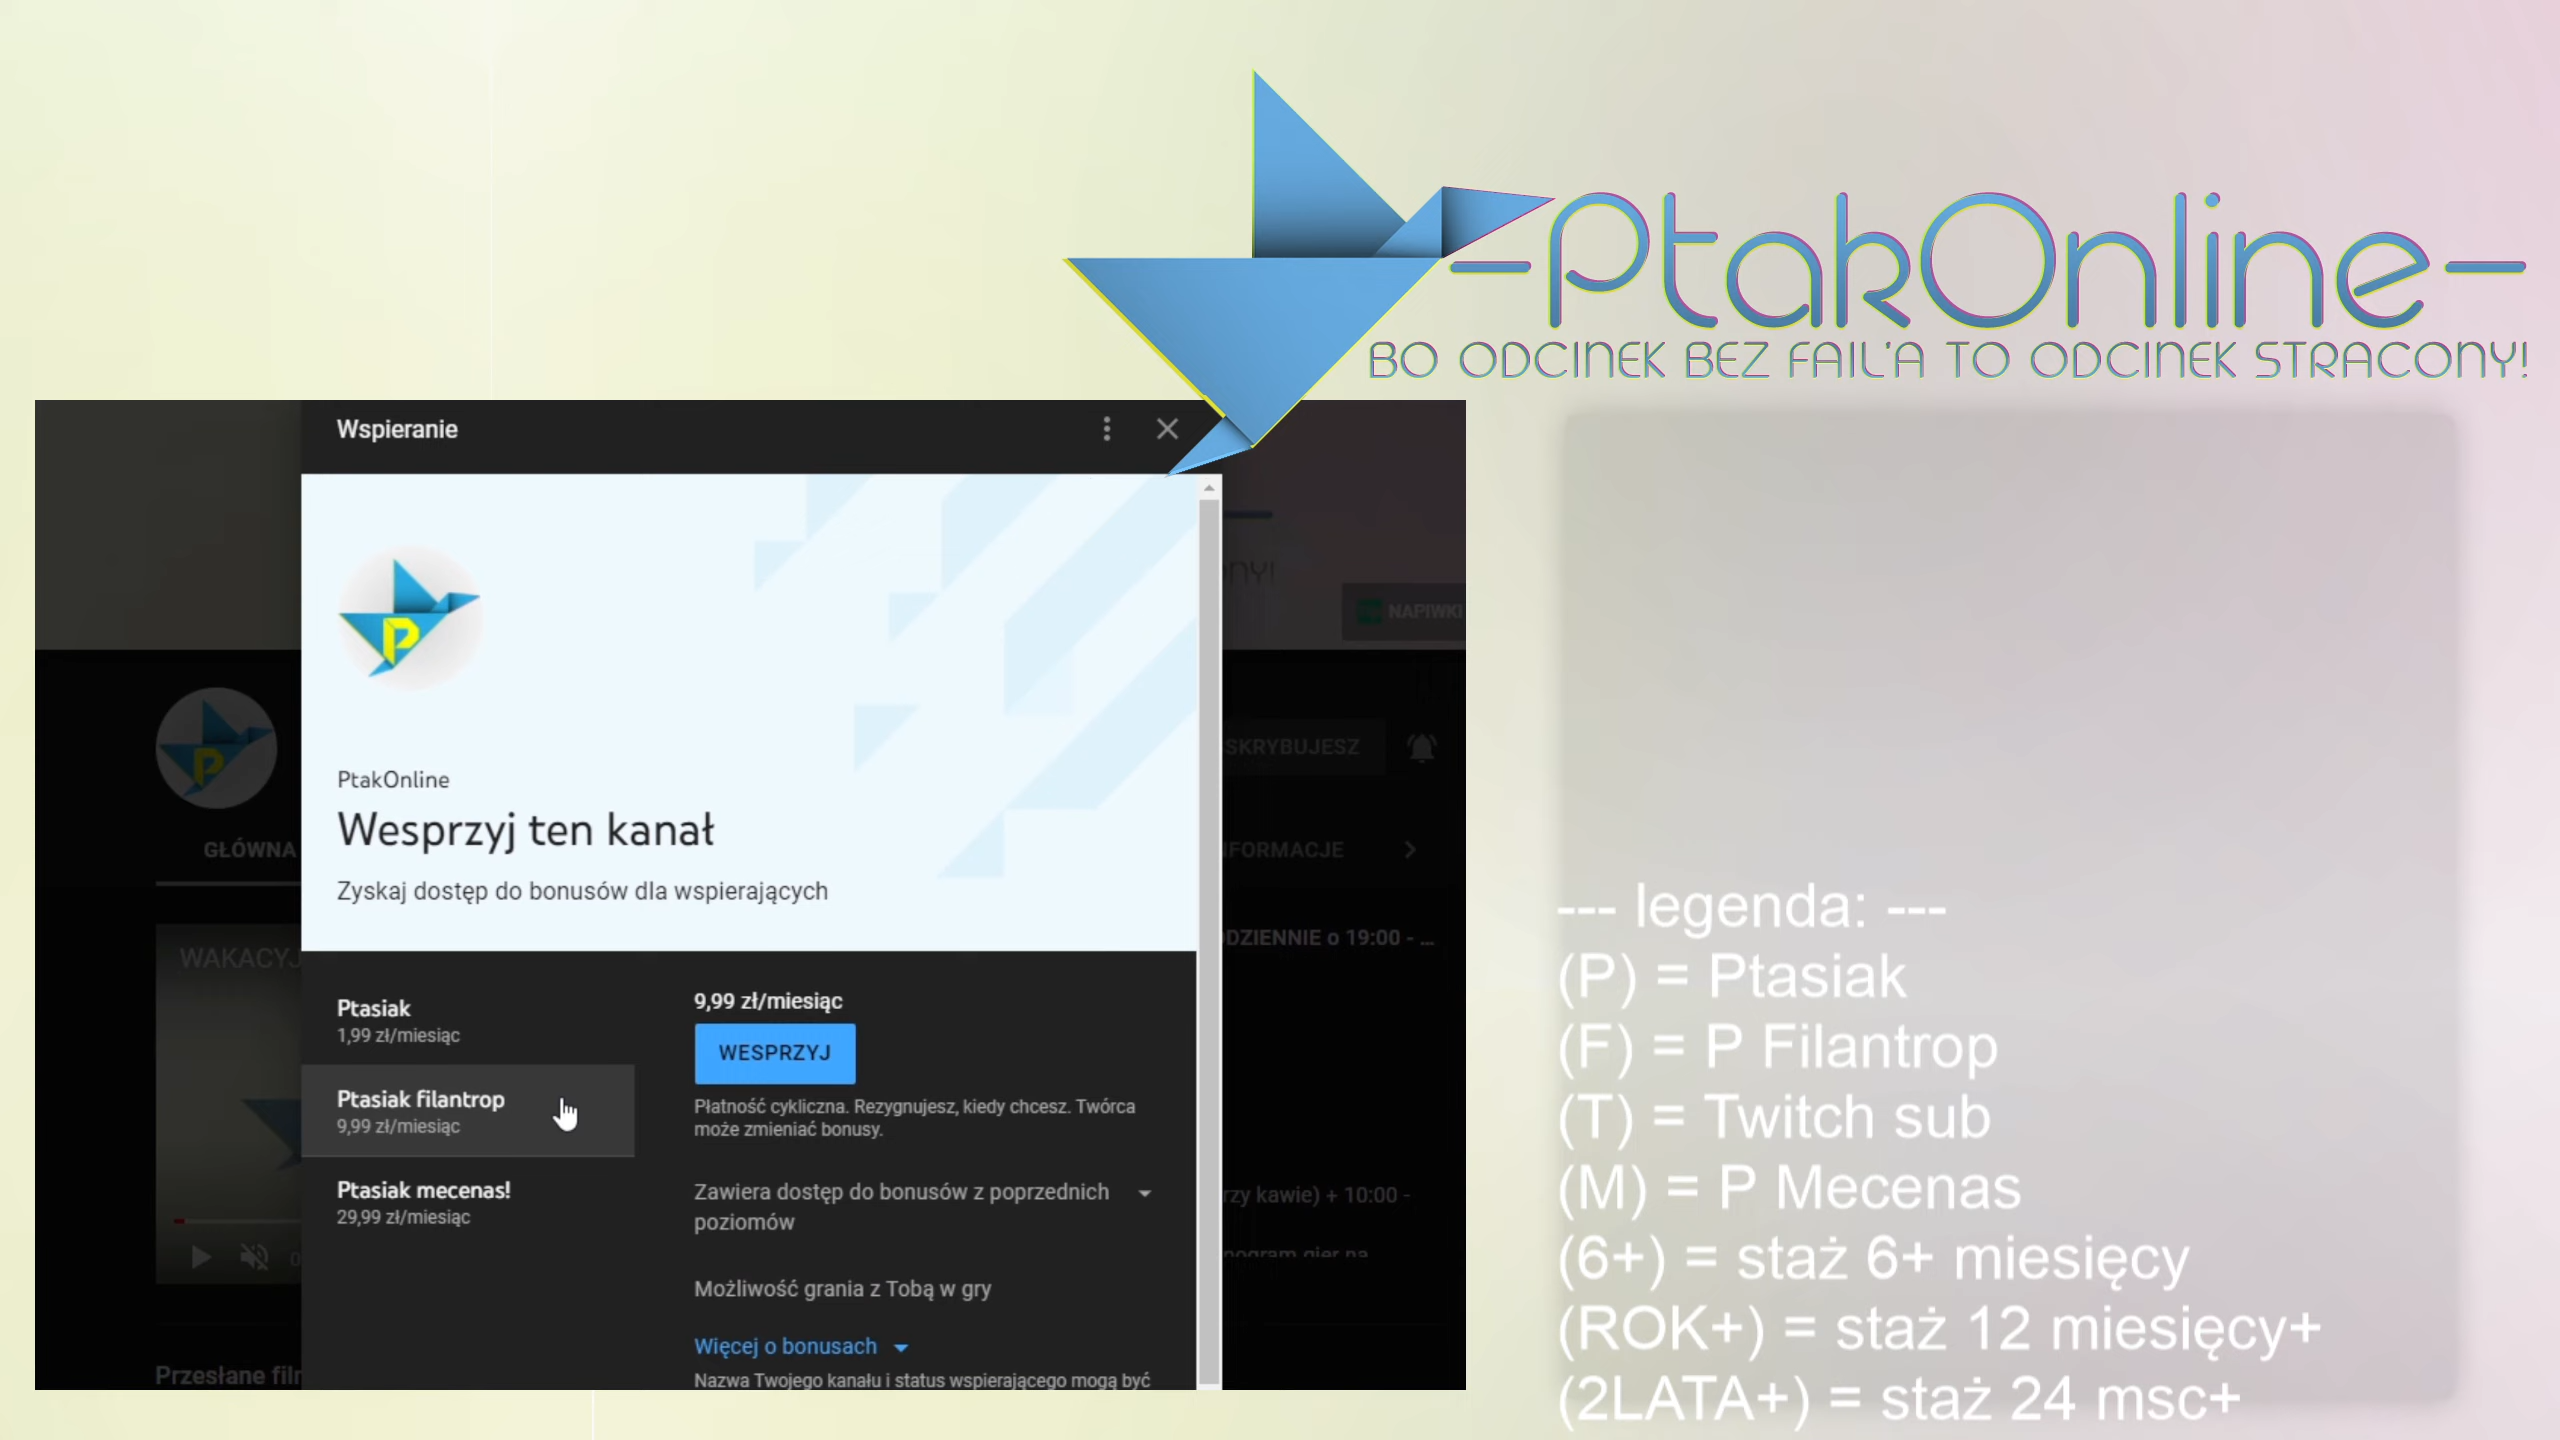 -PtakOnline-
BO ODCINEK BEZ FAIL'A TO ODCINEK STRACONY!
Wspieranie
NAPIWKI
PtakOnline
Wesprzyj ten kanał
Zyskaj dostęp do bonusów dla wspierających
GŁÓWNA
WAKACYJ
Ptasiak
1,99 zł/miesiąc
Ptasiak filantrop
9,99 zł/miesiąc
Ptasiak mecenas!
29,99 zł/miesiąc
Przesłane
9,99 zł/miesiąc
WESPRZYJ
Płatność cykliczna. Rezygnujesz, kiedy chcesz. Twórca
może zmieniać bonusy.
Zawiera dostęp do bonusów z poprzednich
poziomów
Możliwość grania z Tobą w gry
Więcej o bonusach
Nazwa Twojego kanału i status wspierającego mogą być
SKRYBUJESZ
FORMACJE
DZIENNIE o 19:00 - ...
rzy kawie) + 10:00 -
--- legenda: ---
(P) = Ptasiak
(F) = P Filantrop
(T) = Twitch sub
(M) = P Mecenas
(6+) = staż 6+ miesięcy
(ROK+) = staż 12 miesięcy+
(2LATA+) = staż 24 msc+